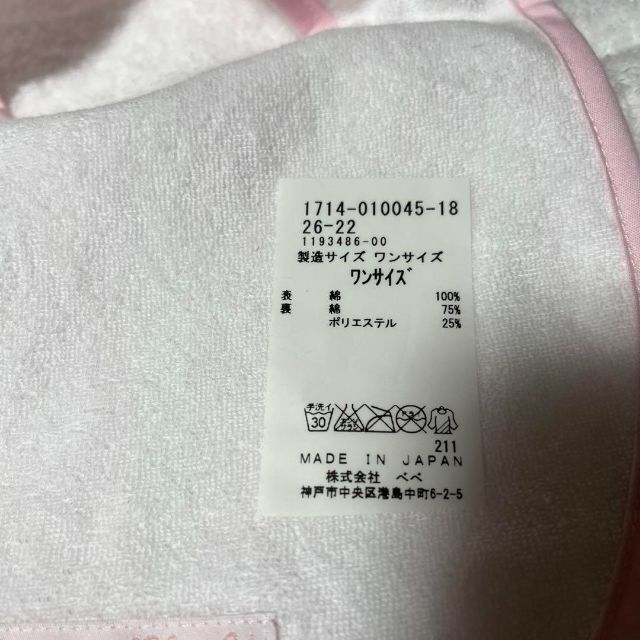 1714-010045-18
26-22
1193486-00
製造サイズ ワンサイズ
ワンサイズ
表 綿 100%
裏 綿 75%
ポリエステル 25%
手洗イ
30
211
MADE IN JAPAN
株式会社 べべ
神戸市中央区港島中町6-2-5